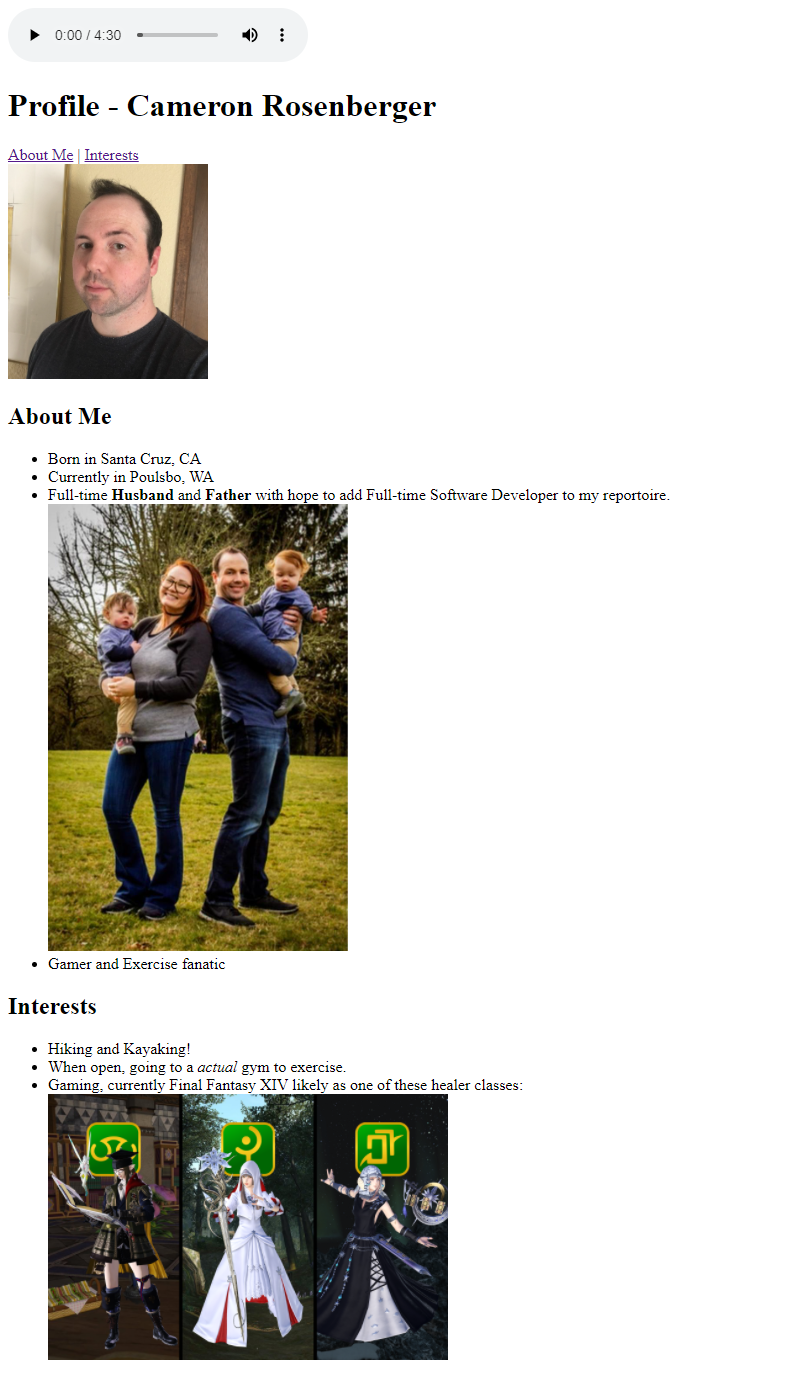 0:00 / 4:30
Profile - Cameron Rosenberger
About Me | Interests
About Me
Born in Santa Cruz, CA
Currently in Poulsbo, WA
Full-time Husband and Father with hope to add Full-time Software Developer to my reportoire.
Gamer and Exercise fanatic
Interests
Hiking and Kayaking!
When open, going to a actual gym to exercise.
Gaming, currently Final Fantasy XIV likely as one of these healer classes: